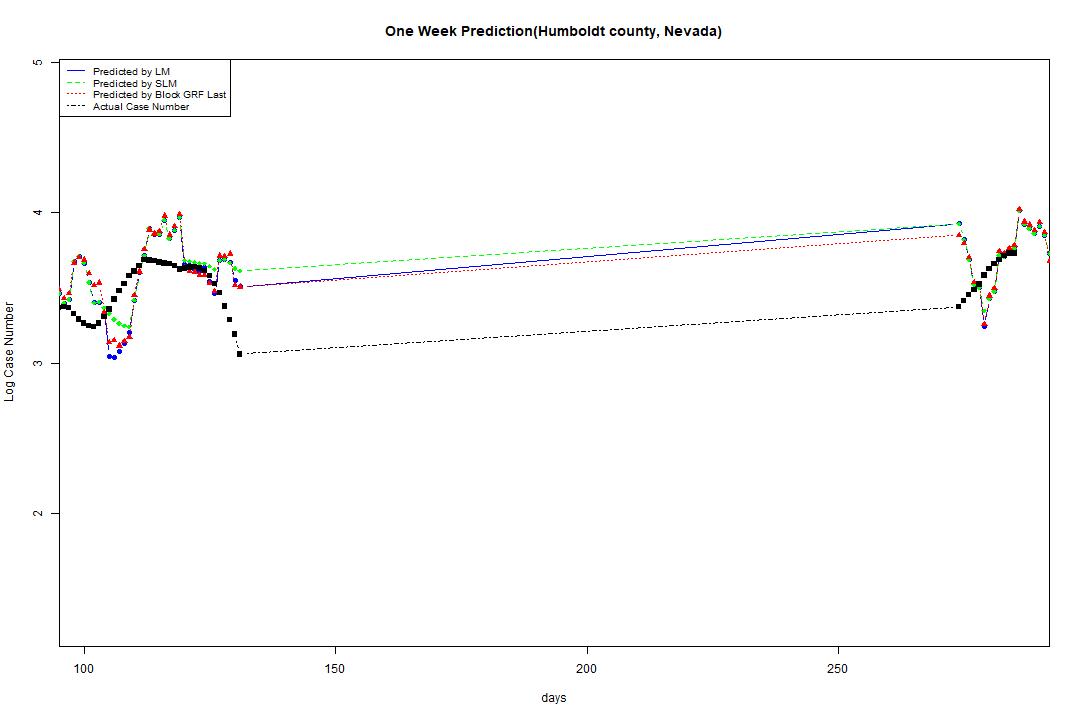 One Week Prediction(Humboldt county, Nevada)
Predicted by LM
Predicted by SLM
Predicted by Block GRF Last
Actual Case Number
5
4
3
2
Log Case Number
100 150 200 250
days